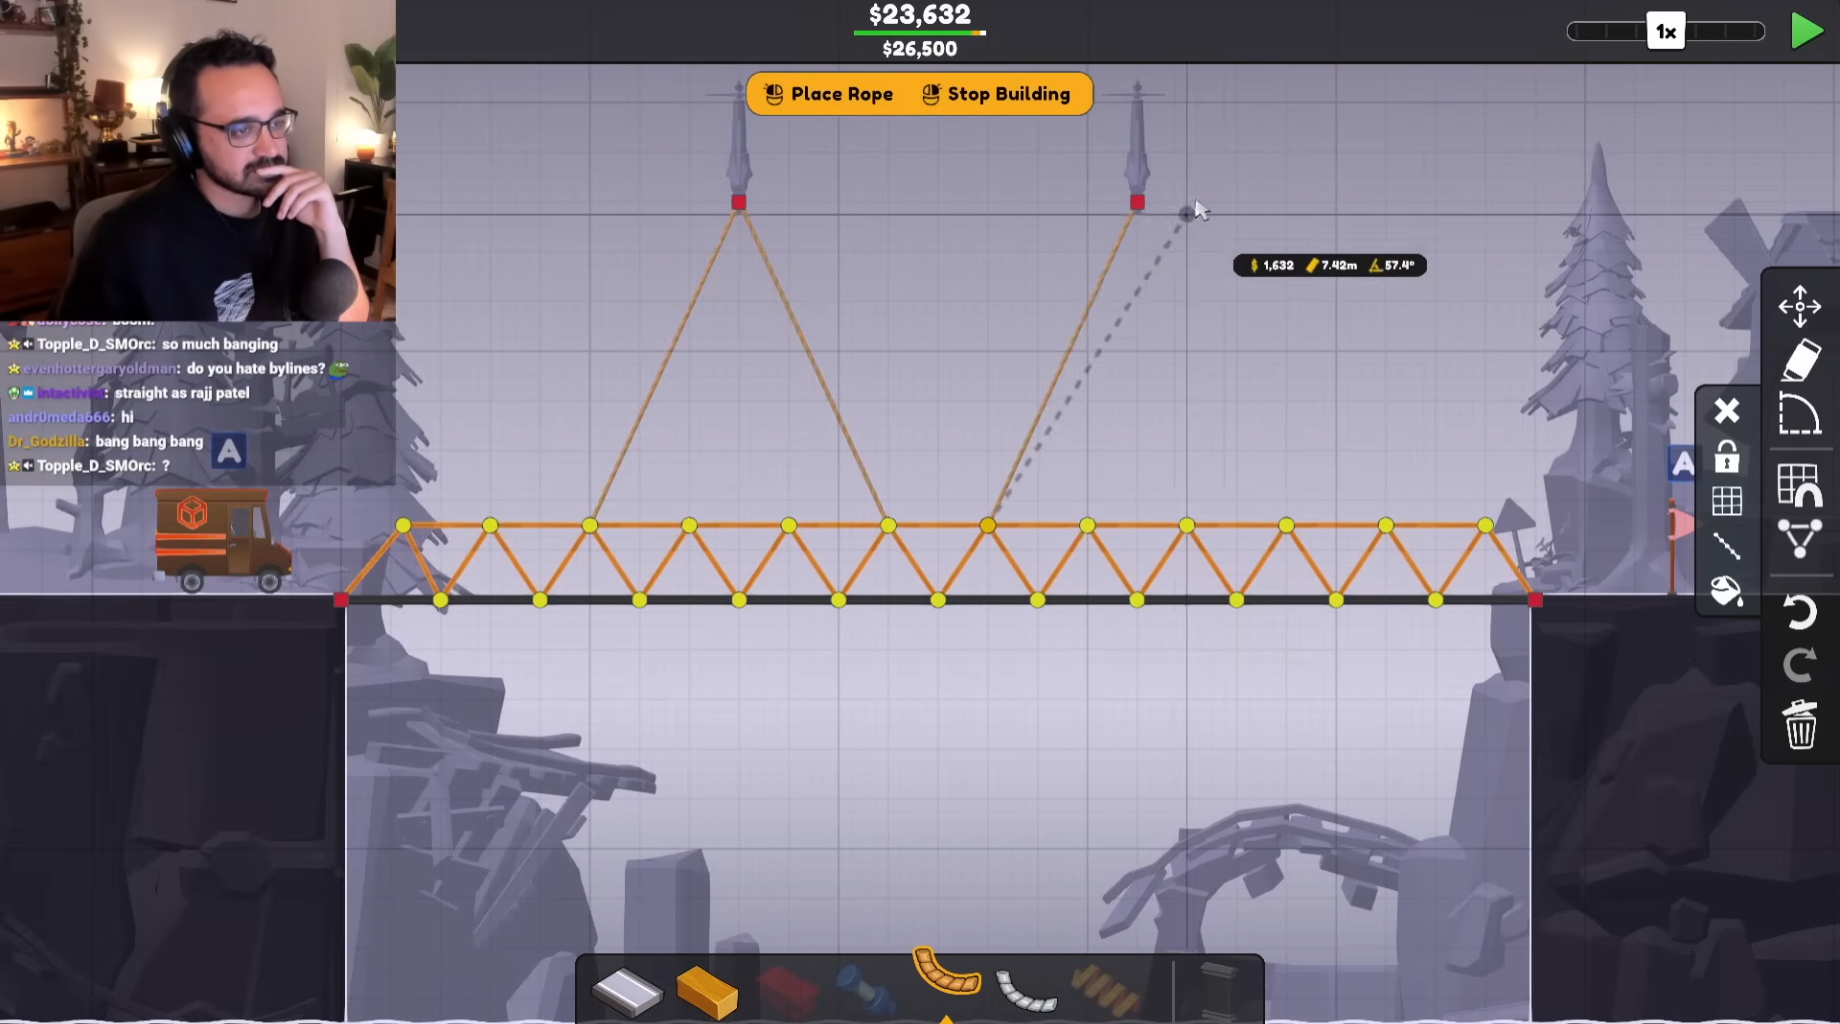 $23,632
$26,500
1x
Place Rope Stop Building
$ 1,632 7.42m 57.4°
Topple_D_SMOrc: so much banging
evenhottergaryoldman: do you hate bylines?
straight as rajj patel
andr0meda666: hi
Dr_Godzilla: bang bang bang
Topple_D_SMOrc: ?
A
A